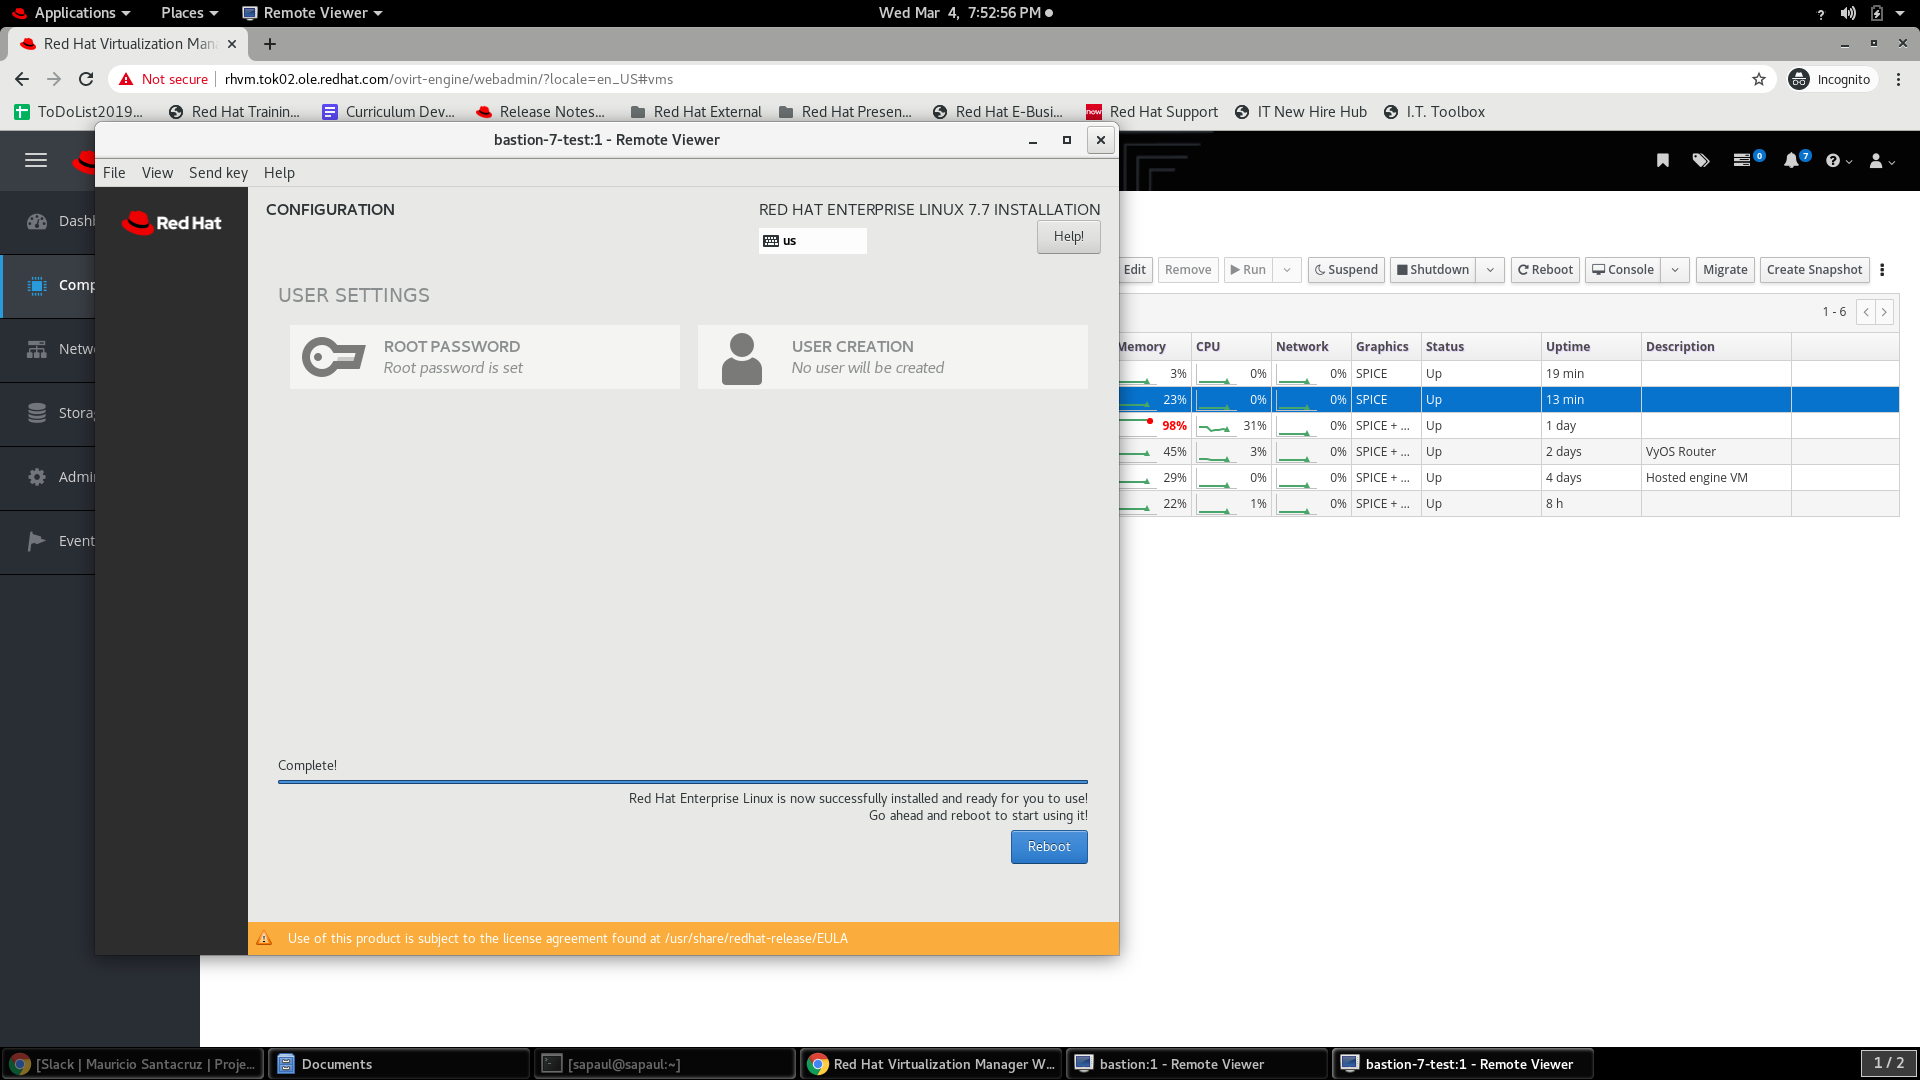 Applications
Places
Remote Viewer
Wed Mar 4, 7:52:56 PM
Red Hat Virtualization Man
Not secure
rhvm.tok02.ole.redhat.com/ovirt-engine/webadmin/?locale=en_US#vms
Incognito
ToDoList2019...
Red Hat Trainin...
Curriculum Dev...
Release Notes...
Red Hat External
Red Hat Presen...
Red Hat E-Busi...
now
Red Hat Support
IT New Hire Hub
I.T. Toolbox
bastion-7-test:1 - Remote Viewer
File View Send key Help
Red Hat
CONFIGURATION
RED HAT ENTERPRISE LINUX 7.7 INSTALLATION
us
Help!
USER SETTINGS
ROOT PASSWORD
Root password is set
USER CREATION
No user will be created
Complete!
Red Hat Enterprise Linux is now successfully installed and ready for you to use!
Go ahead and reboot to start using it!
Reboot
Use of this product is subject to the license agreement found at /usr/share/redhat-release/EULA
Dashb
Comp
Netwo
Storag
Admin
Event
0
7
Edit Remove Run Suspend Shutdown Reboot Console Migrate Create Snapshot
1 - 6
Memory CPU Network Graphics Status Uptime Description
3% 0% 0% SPICE Up 19 min
23% 0% 0% SPICE Up 13 min
98% 31% 0% SPICE + ... Up 1 day
45% 3% 0% SPICE + ... Up 2 days VyOS Router
29% 0% 0% SPICE + ... Up 4 days Hosted engine VM
22% 1% 0% SPICE + ... Up 8 h
[Slack | Mauricio Santacruz | Proje...
Documents
[sapaul@sapaul:~]
Red Hat Virtualization Manager W...
bastion:1 - Remote Viewer
bastion-7-test:1 - Remote Viewer
1 / 2